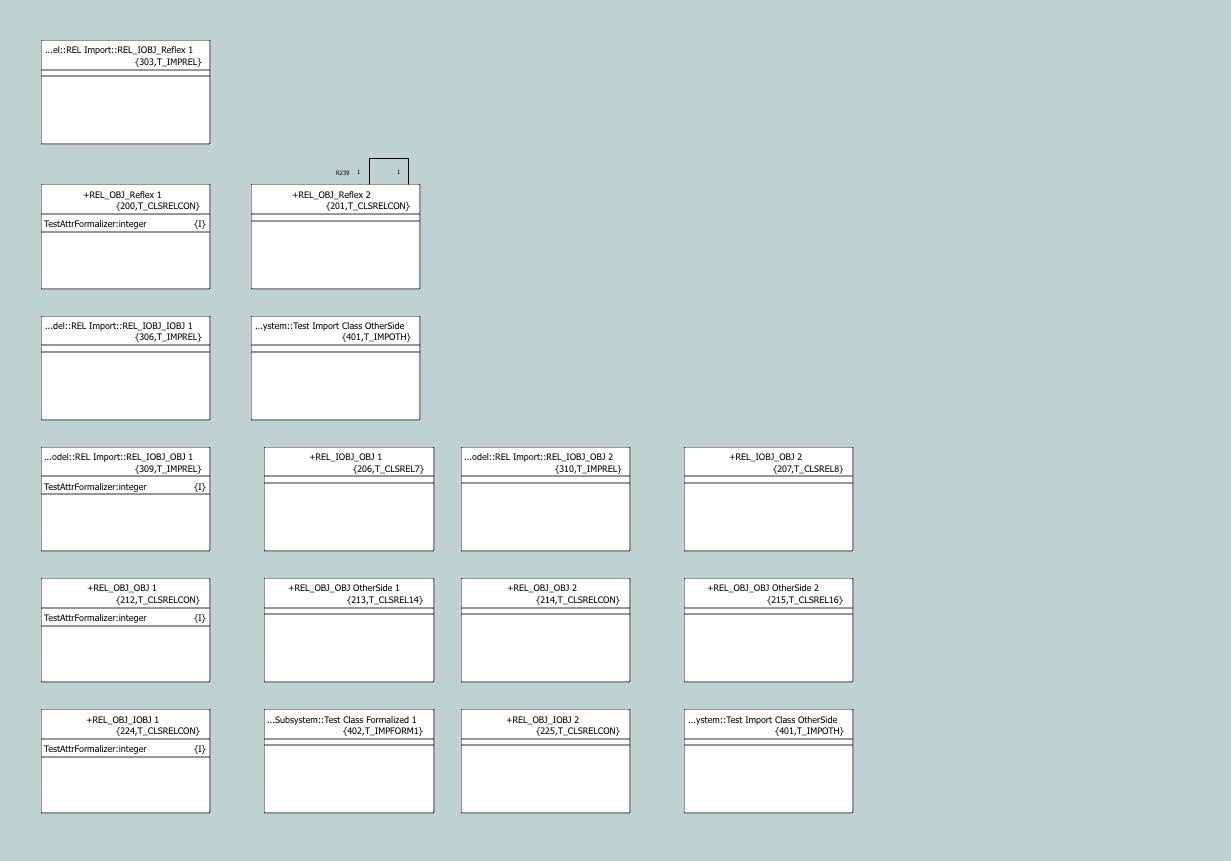 ...el::REL Import::REL_IOBJ_Reflex 1
{303,T_IMPREL}
R239 1 1
+REL_OBJ_Reflex 1
{200,T_CLSRELCON}
TestAttrFormalizer:integer {I}
+REL_OBJ_Reflex 2
{201,T_CLSRELCON}
...del::REL Import::REL_IOBJ_IOBJ 1
{306,T_IMPREL}
...ystem::Test Import Class OtherSide
{401,T_IMPOTH}
...odel::REL Import::REL_IOBJ_OBJ 1
{309,T_IMPREL}
TestAttrFormalizer:integer {I}
+REL_IOBJ_OBJ 1
{206,T_CLSREL7}
...odel::REL Import::REL_IOBJ_OBJ 2
{310,T_IMPREL}
+REL_IOBJ_OBJ 2
{207,T_CLSREL8}
+REL_OBJ_OBJ 1
{212,T_CLSRELCON}
TestAttrFormalizer:integer {I}
+REL_OBJ_OBJ OtherSide 1
{213,T_CLSREL14}
+REL_OBJ_OBJ 2
{214,T_CLSRELCON}
+REL_OBJ_OBJ OtherSide 2
{215,T_CLSREL16}
+REL_OBJ_IOBJ 1
{224,T_CLSRELCON}
TestAttrFormalizer:integer {I}
...Subsystem::Test Class Formalized 1
{402,T_IMPFORM1}
+REL_OBJ_IOBJ 2
{225,T_CLSRELCON}
...ystem::Test Import Class OtherSide
{401,T_IMPOTH}